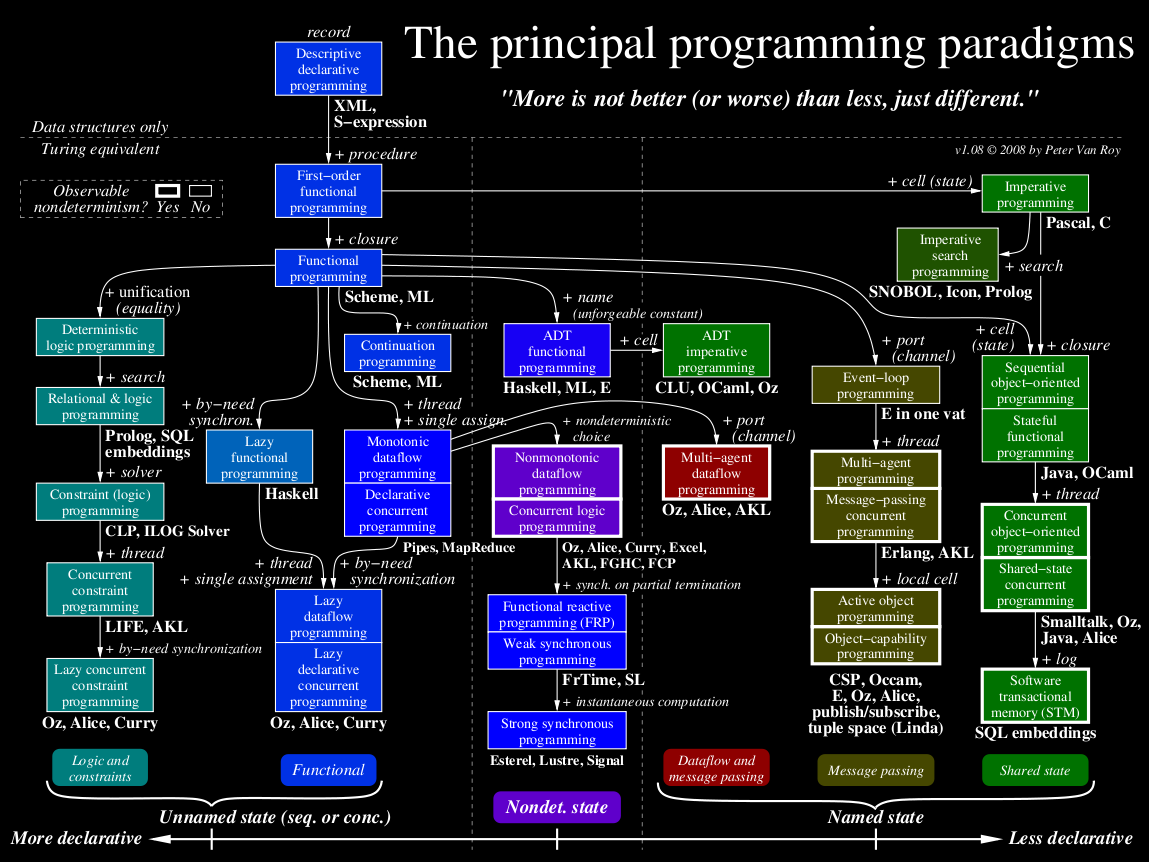 The principal programming paradigms
"More is not better (or worse) than less, just different."
record
Descriptive
declarative
programming
XML,
S−expression
Data structures only
Turing equivalent
v1.08 © 2008 by Peter Van Roy
+ procedure
Observable
nondeterminism? Yes No
First−order
functional
programming
+ cell (state)
Imperative
programming
Pascal, C
+ closure
Imperative
search
programming
+ search
SNOBOL, Icon, Prolog
Functional
programming
Scheme, ML
+ unification
(equality)
Deterministic
logic programming
+ search
Relational & logic
programming
Prolog, SQL
embeddings
+ solver
Constraint (logic)
programming
CLP, ILOG Solver
+ thread
Concurrent
constraint
programming
LIFE, AKL
+ by−need synchronization
Lazy concurrent
constraint
programming
Oz, Alice, Curry
+ continuation
Continuation
programming
Scheme, ML
+ by−need
synchron.
Lazy
functional
programming
Haskell
+ thread
+ single assign.
Monotonic
dataflow
programming
Declarative
concurrent
programming
Pipes, MapReduce
+ thread
+ single assignment
+ by−need
synchronization
Lazy
dataflow
programming
Lazy
declarative
concurrent
programming
Oz, Alice, Curry
+ name
(unforgeable constant)
ADT
functional
programming
Haskell, ML, E
+ cell
ADT
imperative
programming
CLU, OCaml, Oz
+ nondeterministic
choice
Nonmonotonic
dataflow
programming
Concurrent logic
programming
Oz, Alice, Curry, Excel,
AKL, FGHC, FCP
+ synch. on partial termination
Functional reactive
programming (FRP)
Weak synchronous
programming
FrTime, SL
+ instantaneous computation
Strong synchronous
programming
Esterel, Lustre, Signal
+ port
(channel)
Multi−agent
dataflow
programming
Oz, Alice, AKL
+ port
(channel)
Event−loop
programming
E in one vat
+ thread
Multi−agent
programming
Message−passing
concurrent
programming
Erlang, AKL
+ local cell
Active object
programming
Object−capability
programming
CSP, Occam,
E, Oz, Alice,
publish/subscribe,
tuple space (Linda)
+ cell
(state)
+ closure
Sequential
object−oriented
programming
Stateful
functional
programming
Java, OCaml
+ thread
Concurrent
object−oriented
programming
Shared−state
concurrent
programming
Smalltalk, Oz,
Java, Alice
+ log
Software
transactional
memory (STM)
SQL embeddings
Logic and
constraints
Functional
Nondet. state
Dataflow and
message passing
Message passing
Shared state
Unnamed state (seq. or conc.)
Named state
More declarative
Less declarative